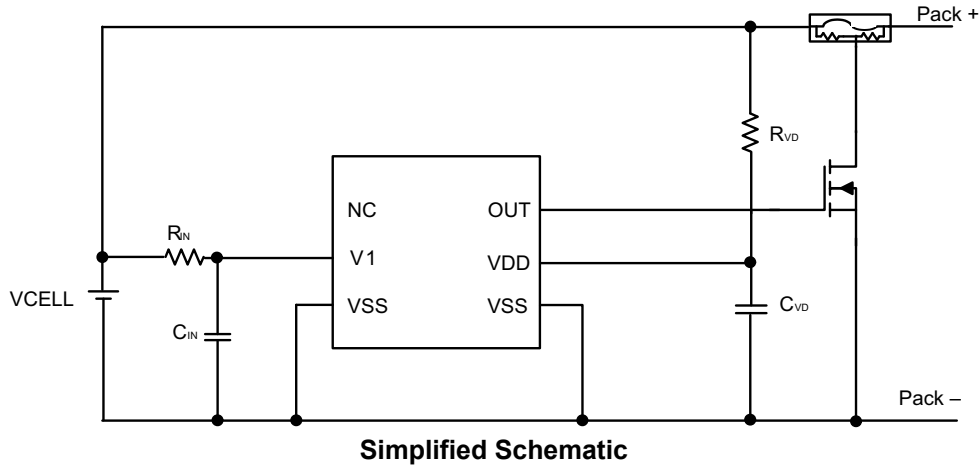 Pack +
RVD
NC
OUT
RIN
V1
VDD
VCELL
VSS
VSS
CIN
CVD
Pack –
Simplified Schematic